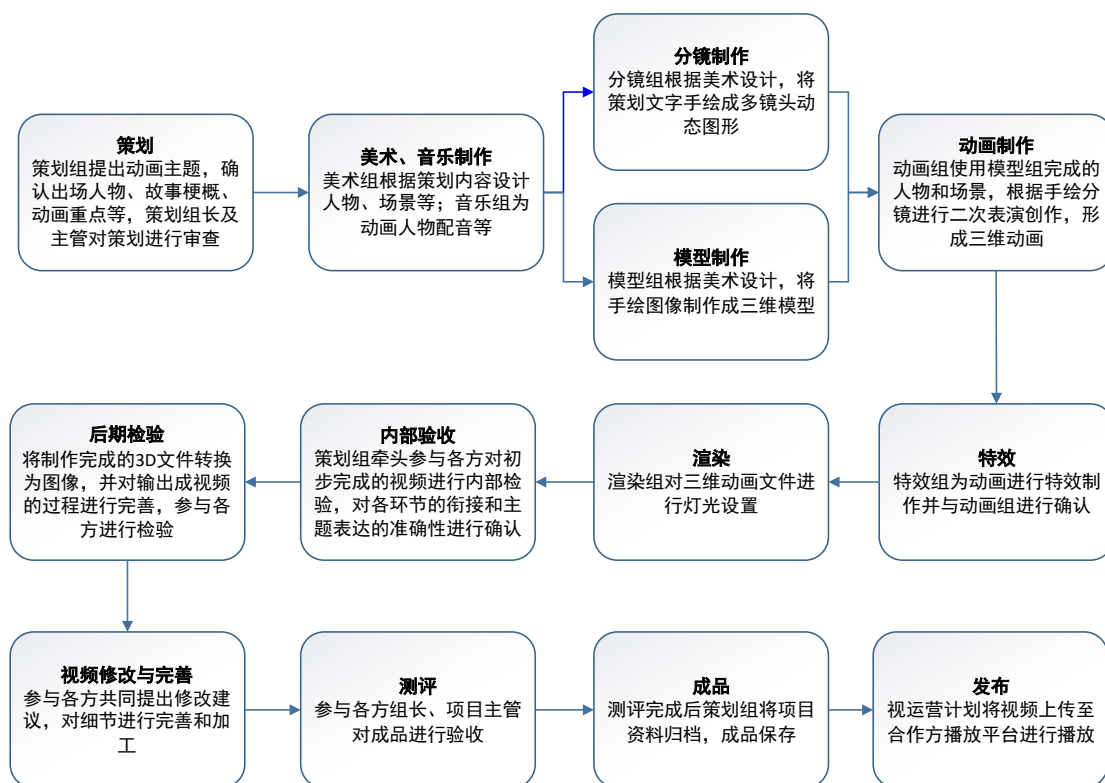 策划
策划组提出动画主题，确
认出场人物、故事梗概、
动画重点等，策划组长及
主管对策划进行审查
美术、音乐制作
美术组根据策划内容设计
人物、场景等；音乐组为
动画人物配音等
分镜制作
分镜组根据美术设计，将
策划文字手绘成多镜头动
态图形
模型制作
模型组根据美术设计，将
手绘图像制作成三维模型
动画制作
动画组使用模型组完成的
人物和场景，根据手绘分
镜进行二次表演创作，形
成三维动画
特效
特效组为动画进行特效制
作并与动画组进行确认
渲染
渲染组对三维动画文件进
行灯光设置
内部验收
策划组牵头参与各方对初
步完成的视频进行内部检
验，对各环节的衔接和主
题表达的准确性进行确认
后期检验
将制作完成的3D文件转换
为图像，并对输出成视频
的过程进行完善，参与各
方进行检验
视频修改与完善
参与各方共同提出修改建
议，对细节进行完善和加
工
测评
参与各方组长、项目主管
对成品进行验收
成品
测评完成后策划组将项目
资料归档，成品保存
发布
视运营计划将视频上传至
合作方播放平台进行播放